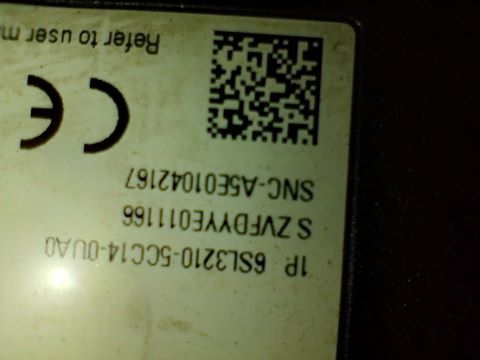 1P 6SL3210-5CC14-0UA0
S ZVFDYYE011166
SNC-A5E01042167
CE
Refer to user m